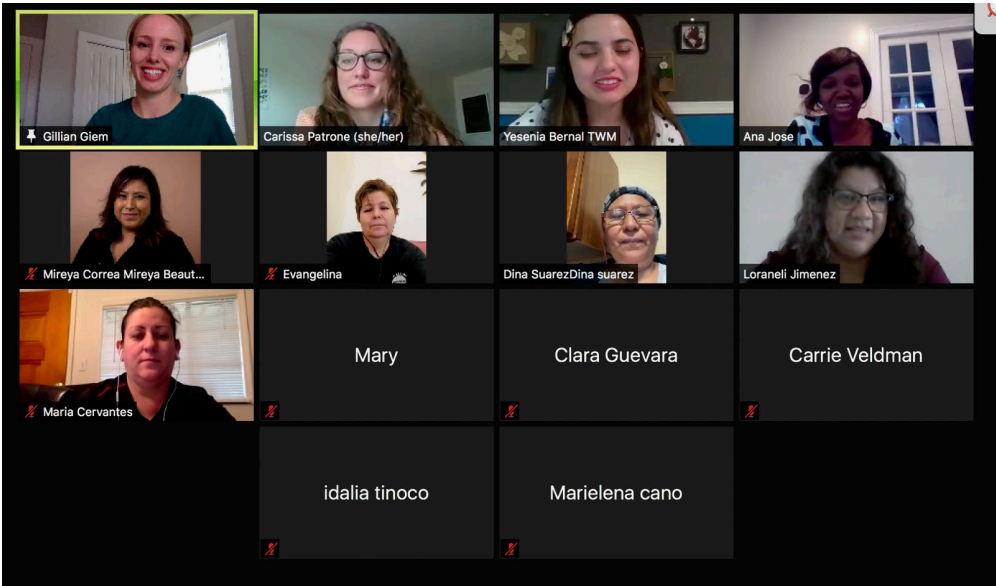 Gillian Giem
Carissa Patrone (she/her)
Yesenia Bernal TWM
Ana Jose
Mireya Correa Mireya Beaut...
Evangelina
Dina SuarezDina suarez
Loraneli Jimenez
Maria Cervantes
Mary
Clara Guevara
Carrie Veldman
idalia tinoco
Marielena cano